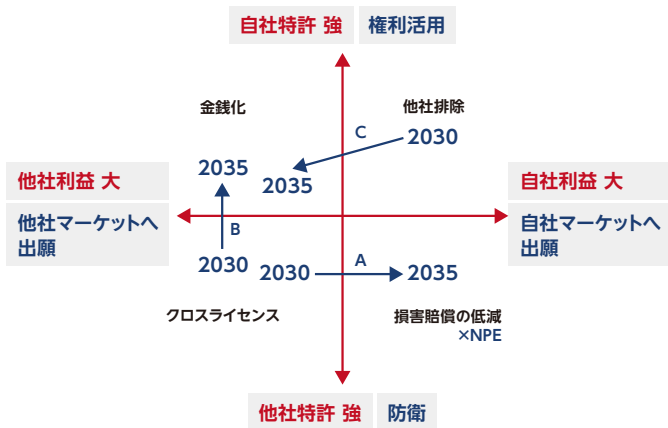 自社特許 強 権利活用
金銭化
他社排除
C
2030
2035
2035
他社利益 大
自社利益 大
他社マーケットへ
出願
自社マーケットへ
出願
B
A
2030
2030
2035
クロスライセンス
損害賠償の低減
×NPE
他社特許 強 防衛